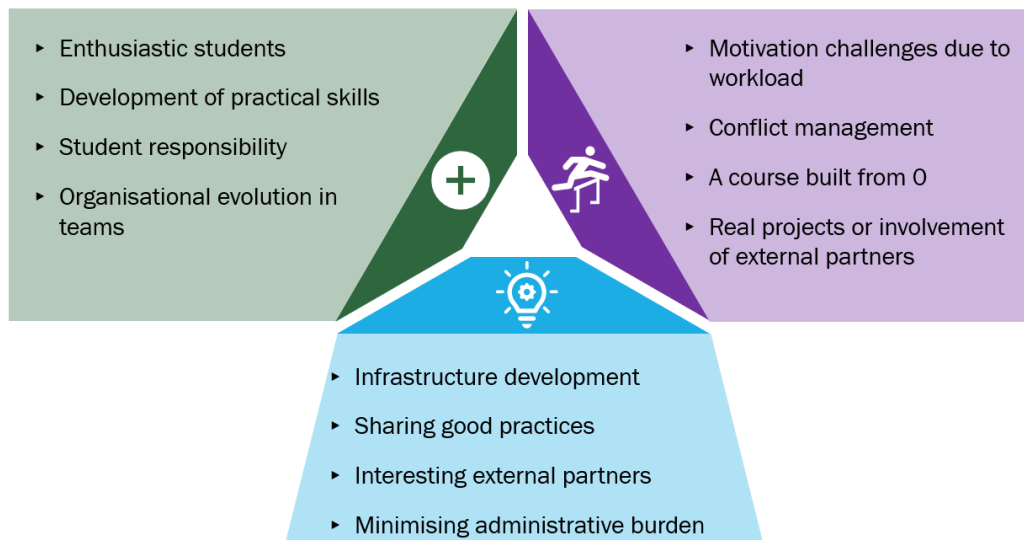 Enthusiastic students
Development of practical skills
Student responsibility
Organisational evolution in
teams
Motivation challenges due to
workload
Conflict management
A course built from 0
Real projects or involvement
of external partners
Infrastructure development
Sharing good practices
Interesting external partners
Minimising administrative burden